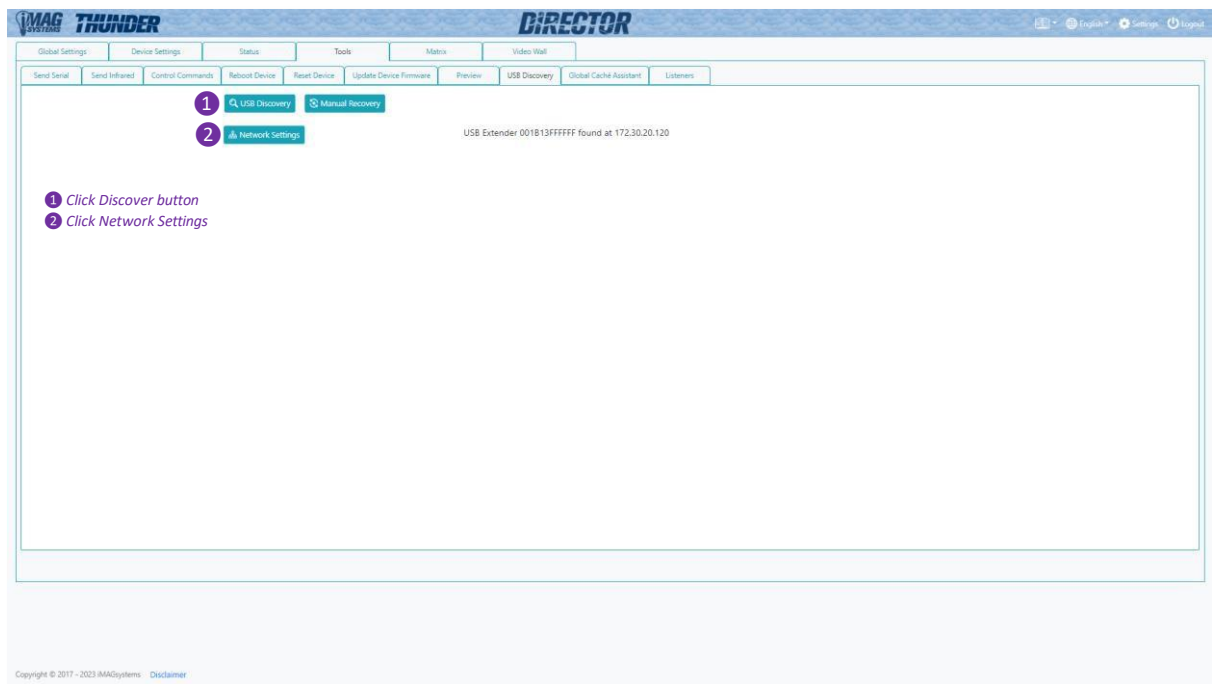 iMAG SYSTEMS THUNDER DiRECTOR English Settings Logout
Global Settings Device Settings Status Tools Matrix Video Wall
Send Serial Send Infrared Control Commands Reboot Device Reset Device Update Device Firmware Preview USB Discovery Global Caché Assistant Listeners
1 USB Discovery Manual Recovery
2 Network Settings USB Extender 001B13FFFFFF found at 172.30.20.120
1 Click Discover button
2 Click Network Settings
Copyright © 2017 - 2023 iMAGsystems Disclaimer